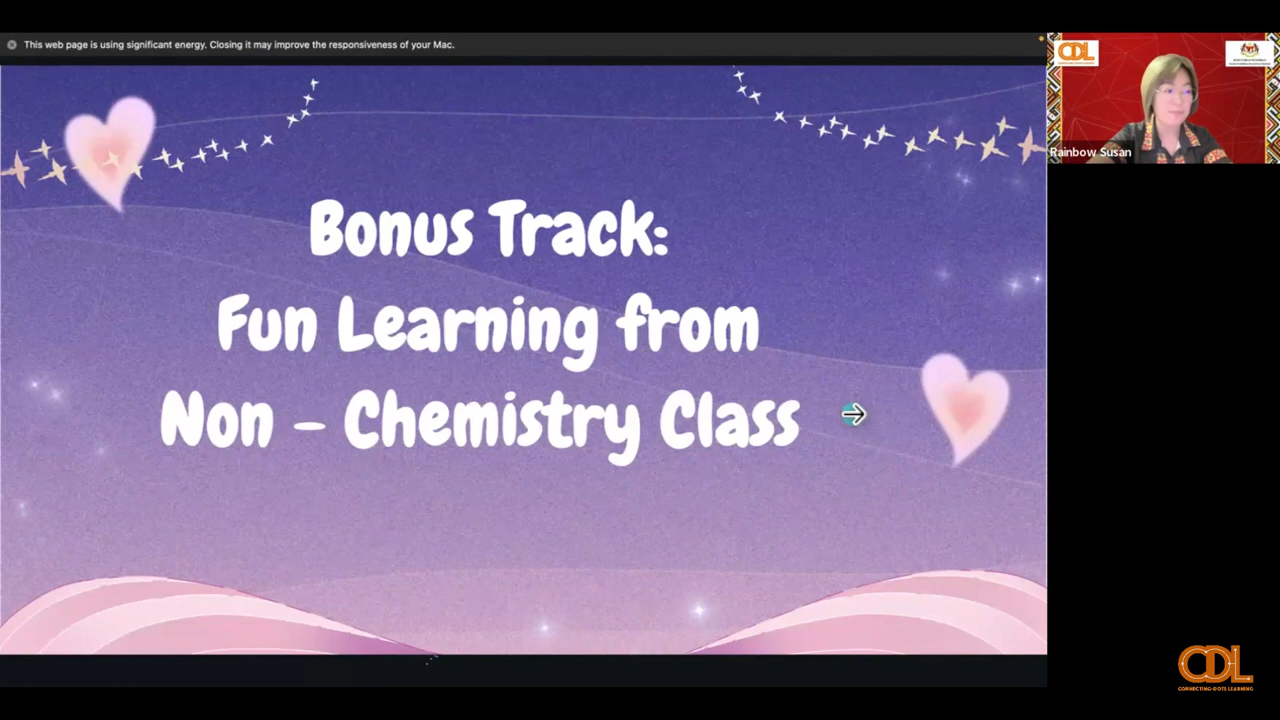 This web page is using significant energy. Closing it may improve the responsiveness of your Mac.
Bonus Track:
Fun Learning from
Non - Chemistry Class
CDL
Rainbow Susan
CDL
CONNECTING-DOTS LEARNING